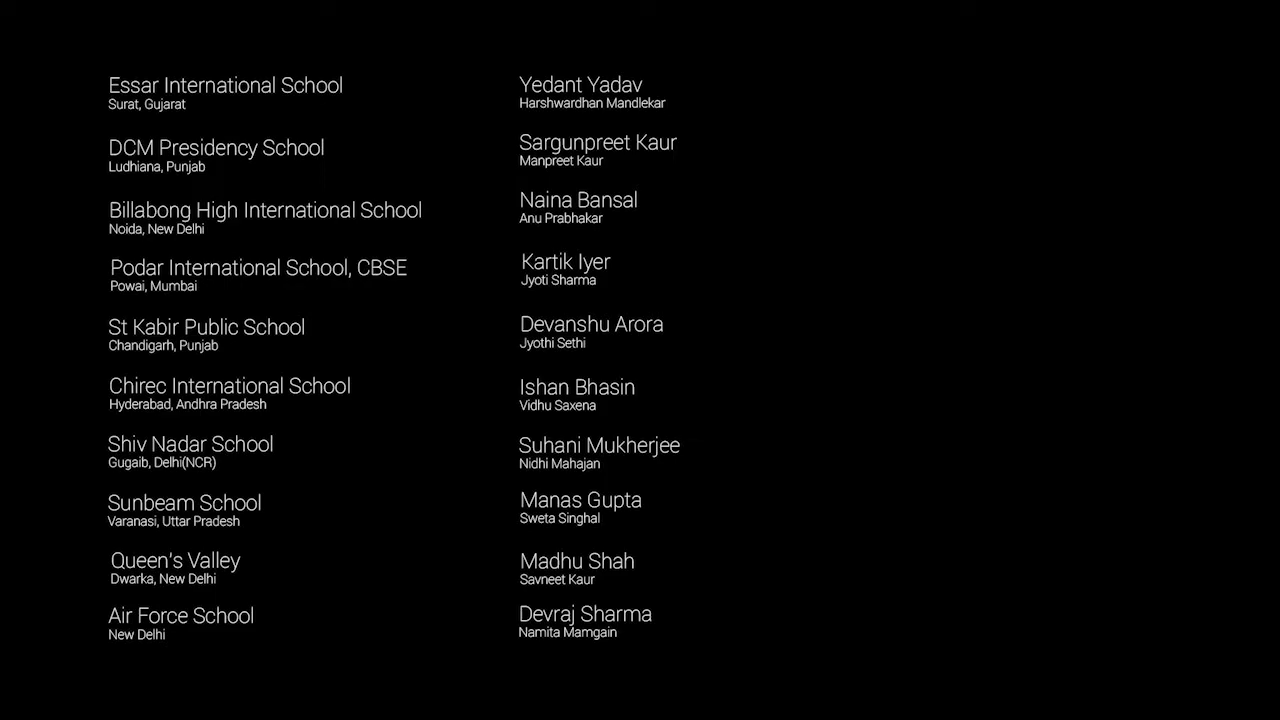 Essar International School
Surat, Gujarat
DCM Presidency School
Ludhiana, Punjab
Billabong High International School
Noida, New Delhi
Podar International School, CBSE
Powai, Mumbai
St Kabir Public School
Chandigarh, Punjab
Chirec International School
Hyderabad, Andhra Pradesh
Shiv Nadar School
Gugaib, Delhi(NCR)
Sunbeam School
Varanasi, Uttar Pradesh
Queen's Valley
Dwarka, New Delhi
Air Force School
New Delhi
Yedant Yadav
Harshwardhan Mandlekar
Sargunpreet Kaur
Manpreet Kaur
Naina Bansal
Anu Prabhakar
Kartik Iyer
Jyoti Sharma
Devanshu Arora
Jyothi Sethi
Ishan Bhasin
Vidhu Saxena
Suhani Mukherjee
Nidhi Mahajan
Manas Gupta
Sweta Singhal
Madhu Shah
Savneet Kaur
Devraj Sharma
Namita Mamgain